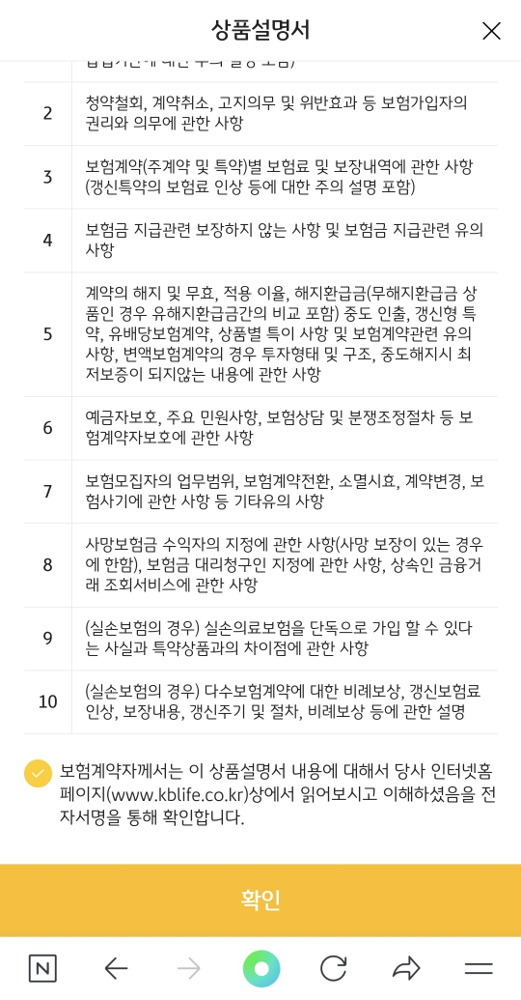 상품설명서
2
청약철회, 계약취소, 고지의무 및 위반효과 등 보험가입자의
권리와 의무에 관한 사항
3
보험계약(주계약 및 특약)별 보험료 및 보장내역에 관한 사항
(갱신특약의 보험료 인상 등에 대한 주의 설명 포함)
4
보험금 지급관련 보장하지 않는 사항 및 보험금 지급관련 유의
사항
5
계약의 해지 및 무효, 적용 이율, 해지환급금(무해지환급금 상
품인 경우 유해지환급금간의 비교 포함) 중도 인출, 갱신형 특
약, 유배당보험계약, 상품별 특이 사항 및 보험계약관련 유의
사항, 변액보험계약의 경우 투자형태 및 구조, 중도해지시 최
저보증이 되지않는 내용에 관한 사항
6
예금자보호, 주요 민원사항, 보험상담 및 분쟁조정절차 등 보
험계약자보호에 관한 사항
7
보험모집자의 업무범위, 보험계약전환, 소멸시효, 계약변경, 보
험사기에 관한 사항 등 기타유의 사항
8
사망보험금 수익자의 지정에 관한 사항(사망 보장이 있는 경우
에 한함), 보험금 대리청구인 지정에 관한 사항, 상속인 금융거
래 조회서비스에 관한 사항
9
(실손보험의 경우) 실손의료보험을 단독으로 가입 할 수 있다
는 사실과 특약상품과의 차이점에 관한 사항
10
(실손보험의 경우) 다수보험계약에 대한 비례보상, 갱신보험료
인상, 보장내용, 갱신주기 및 절차, 비례보상 등에 관한 설명
보험계약자께서는 이 상품설명서 내용에 대해서 당사 인터넷홈
페이지(www.kblife.co.kr)상에서 읽어보시고 이해하셨음을 전
자서명을 통해 확인합니다.
확인
N